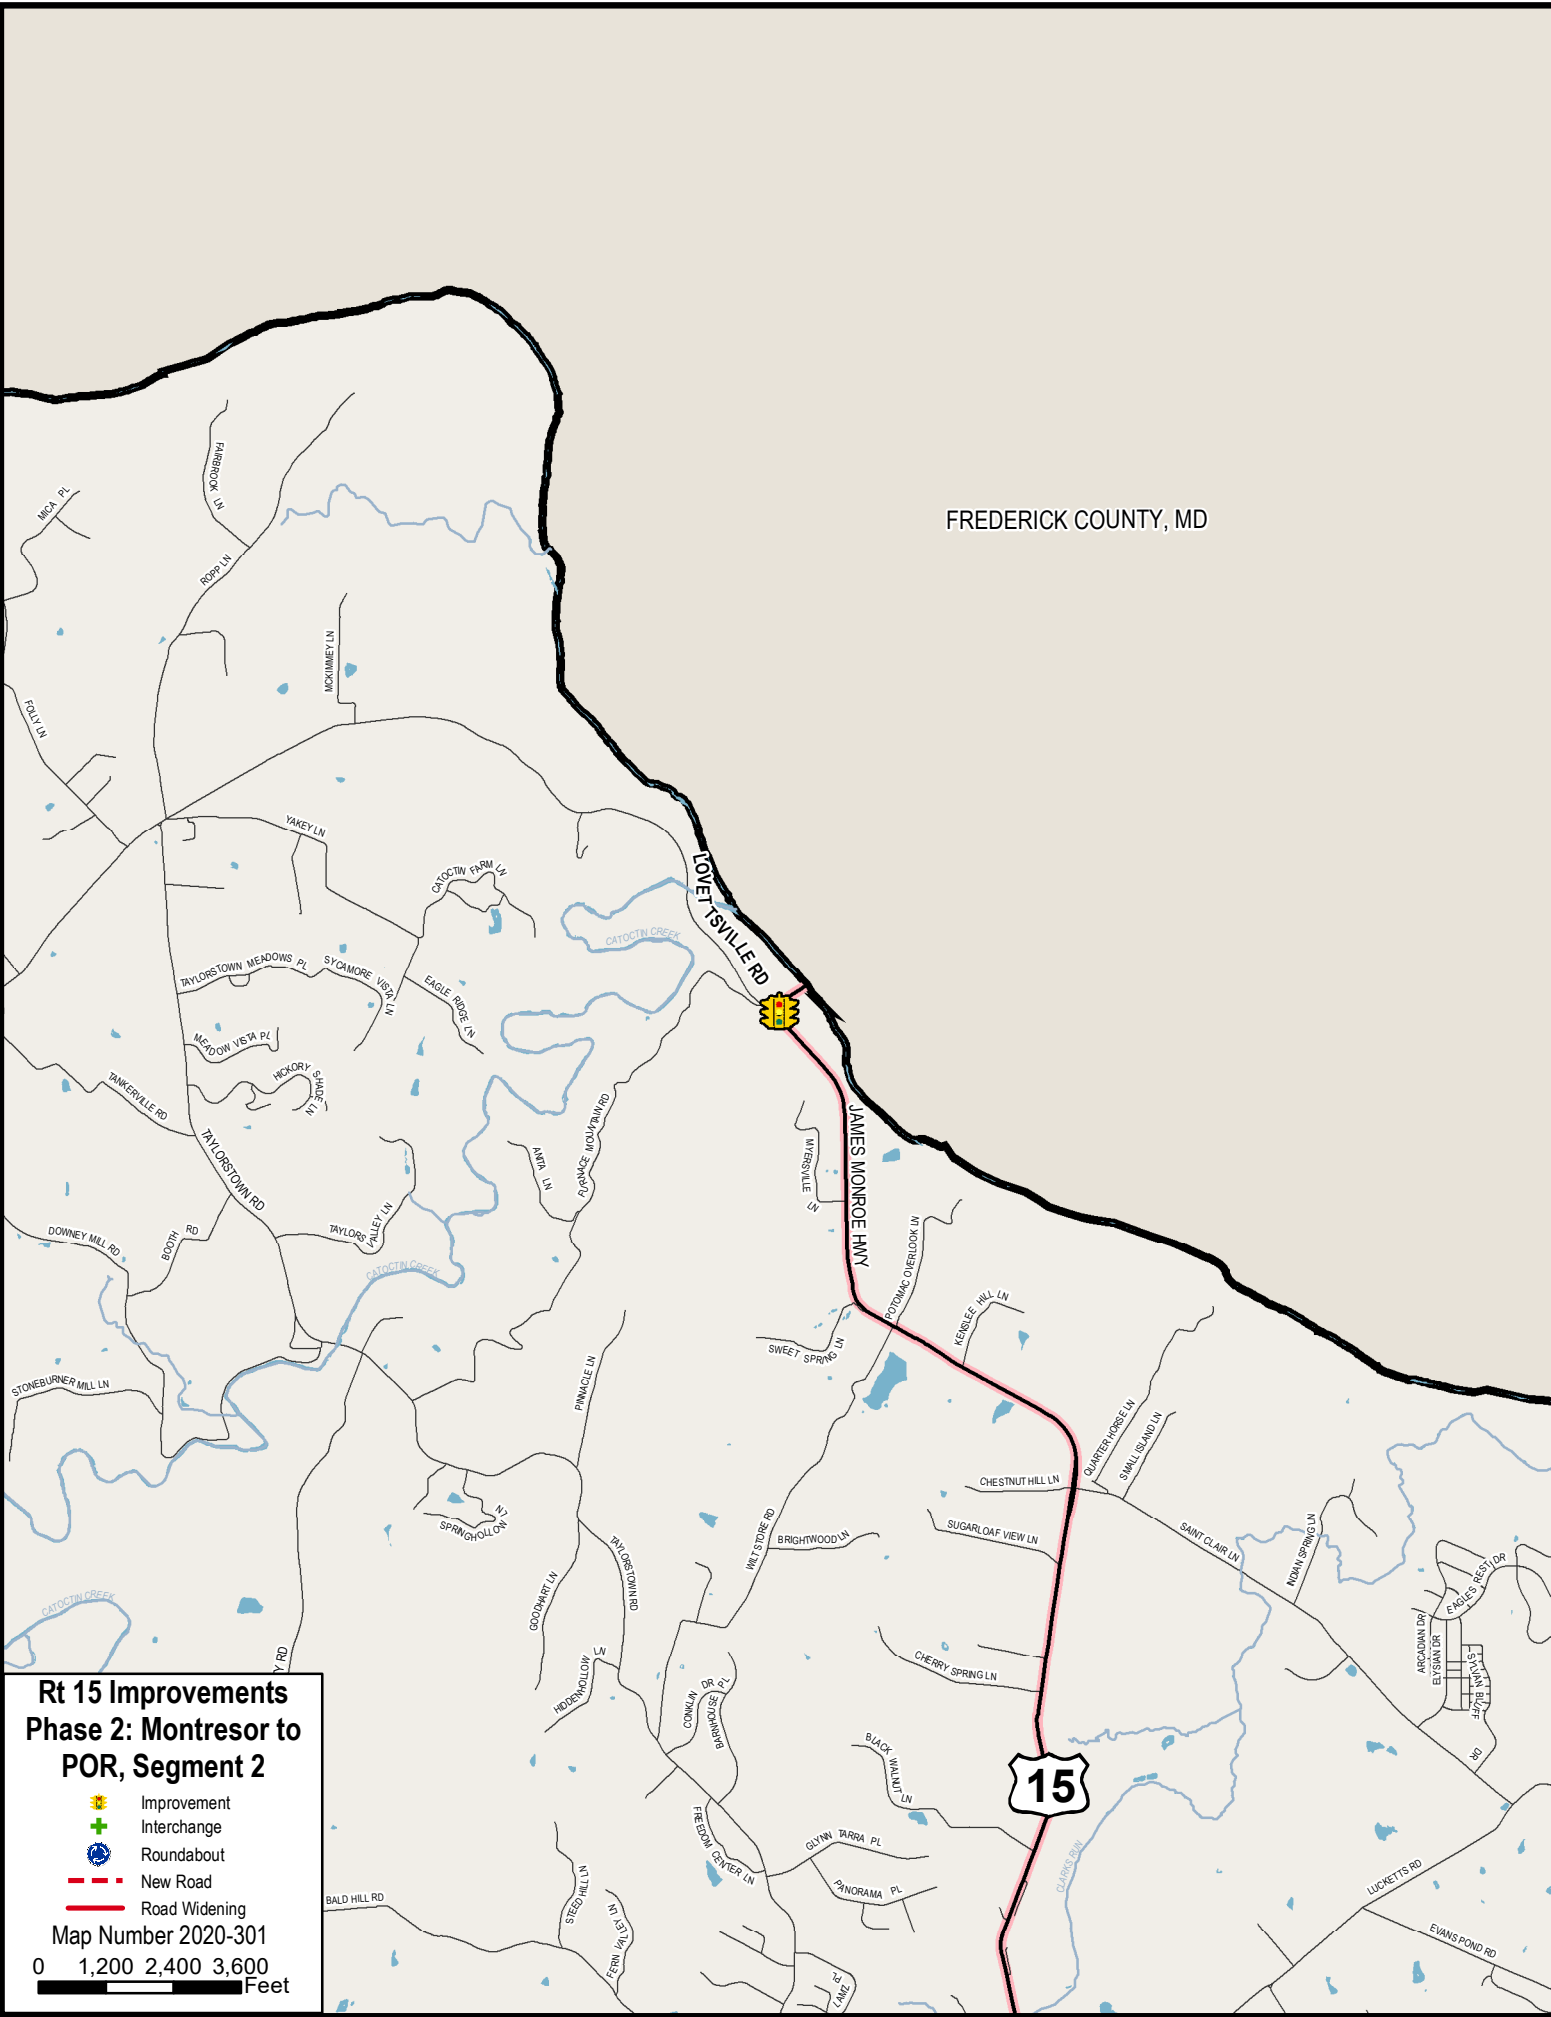 FREDERICK COUNTY, MD
FAIRBROOK LN
MICA PL
ROPP LN
MCKIMMEY LN
FOLLY LN
YAKEY LN
CATOCTIN FARM LN
LOVETTSVILLE RD
CATOCTIN CREEK
TAYLORSTOWN MEADOWS PL
SYCAMORE VISTA LN
EAGLE RIDGE LN
MEADOW VISTA PL
HICKORY SHADE LN
TANKERVILLE RD
FURNACE MOUNTAIN RD
JAMES MONROE HWY
MYERSVILLE LN
ANITA LN
TAYLORSTOWN RD
TAYLORS VALLEY LN
BOOTH RD
DOWNEY MILL RD
CATOCTIN CREEK
POTOMAC OVERLOOK LN
KENSLEE HILL LN
SWEET SPRING LN
PINNACLE LN
STONEBURNER MILL LN
QUARTER HORSE LN
SMALL ISLAND LN
CHESTNUT HILL LN
SPRINGHOLLOW LN
WILT STORE RD
BRIGHTWOOD LN
SUGARLOAF VIEW LN
SAINT CLAIR LN
INDIAN SPRING LN
EAGLES REST DR
TAYLORSTOWN RD
GOODHART LN
CATOCTIN CREEK
ARCADIAN DR
ELYSIAN DR
SYLVAN BLUFF DR
CHERRY SPRING LN
HIDDENHOLLOW LN
CONKLIN DR
BARNHOUSE PL
Y RD
BLACK WALNUT LN
15
FREEDOM CENTER LN
GLYNN TARRA PL
PANORAMA PL
CLARKS RUN
LUCKETTS RD
EVANS POND RD
STEED HILL LN
BALD HILL RD
FERN VALLEY LN
LAMZ PL
Rt 15 Improvements
Phase 2: Montresor to
POR, Segment 2
Improvement
Interchange
Roundabout
New Road
Road Widening
Map Number 2020-301
0 1,200 2,400 3,600
Feet